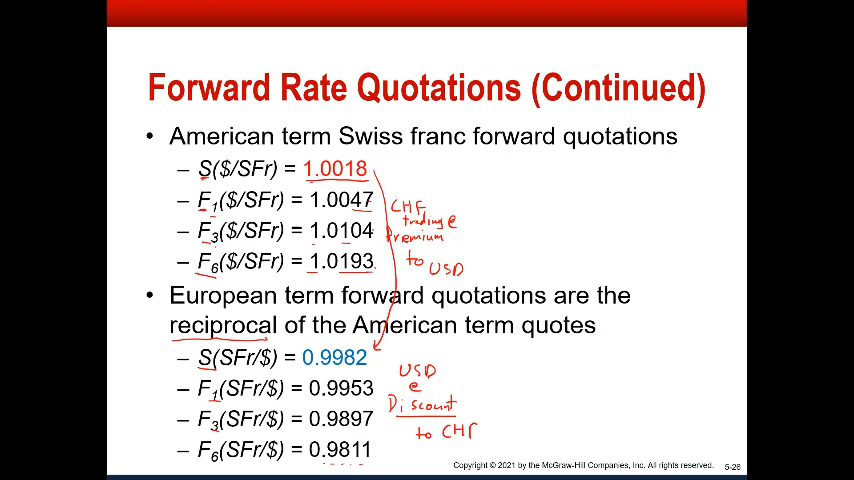 Forward Rate Quotations (Continued)
• American term Swiss franc forward quotations
– S($/SFr) = 1.0018
– F1($/SFr) = 1.0047
– F3($/SFr) = 1.0104
– F6($/SFr) = 1.0193
CHF
trading @
Premium
to USD
• European term forward quotations are the
reciprocal of the American term quotes
– S(SFr/$) = 0.9982
– F1(SFr/$) = 0.9953
– F3(SFr/$) = 0.9897
– F6(SFr/$) = 0.9811
USD
@
Discount
to CHF
Copyright © 2021 by the McGraw-Hill Companies, Inc. All rights reserved.
5-26